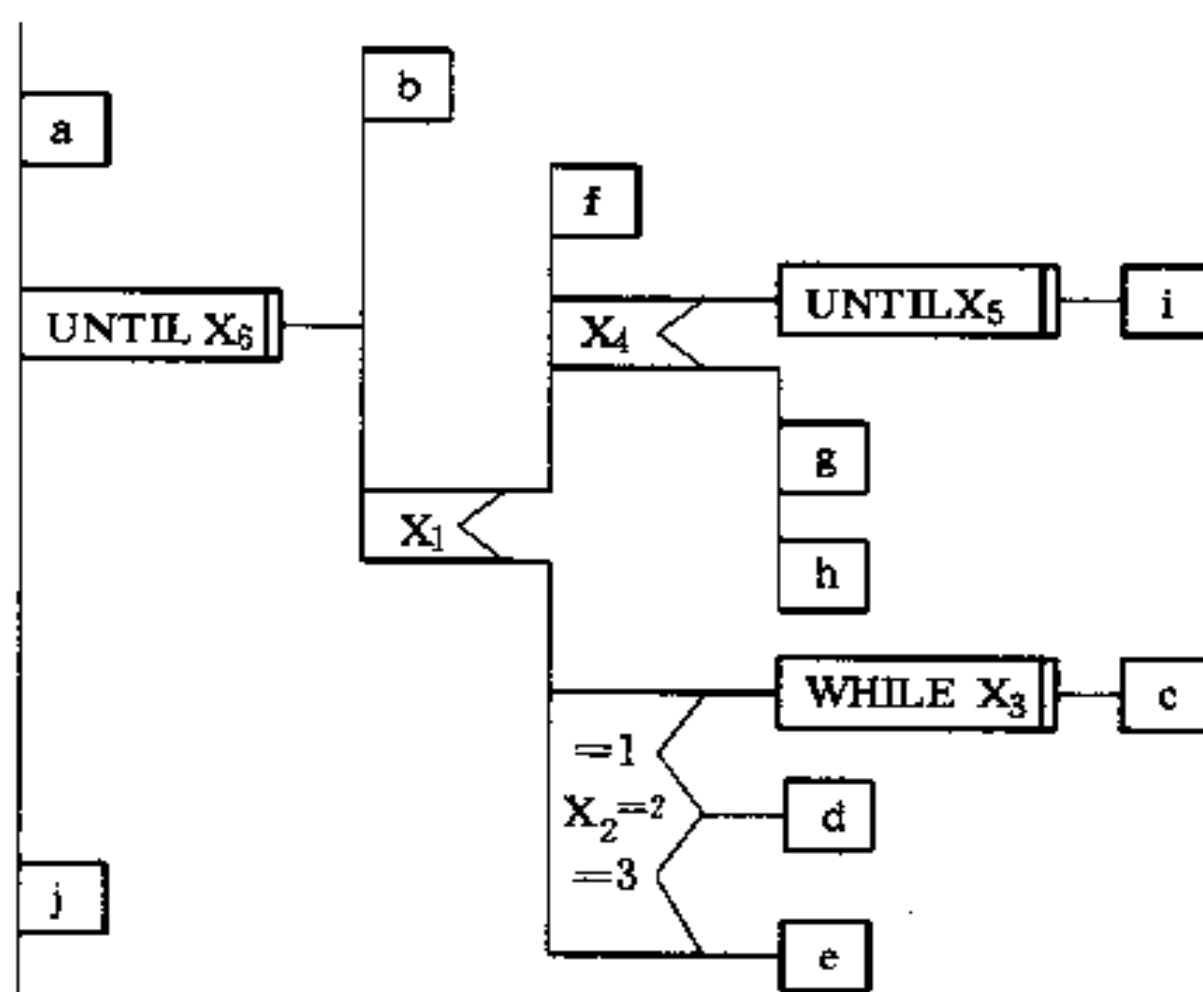 b
a
f
UNTIL X₆
UNTILX₅
i
X₄
g
X₁
h
WHILE X₃
c
=1
X₂=2
d
=3
j
e